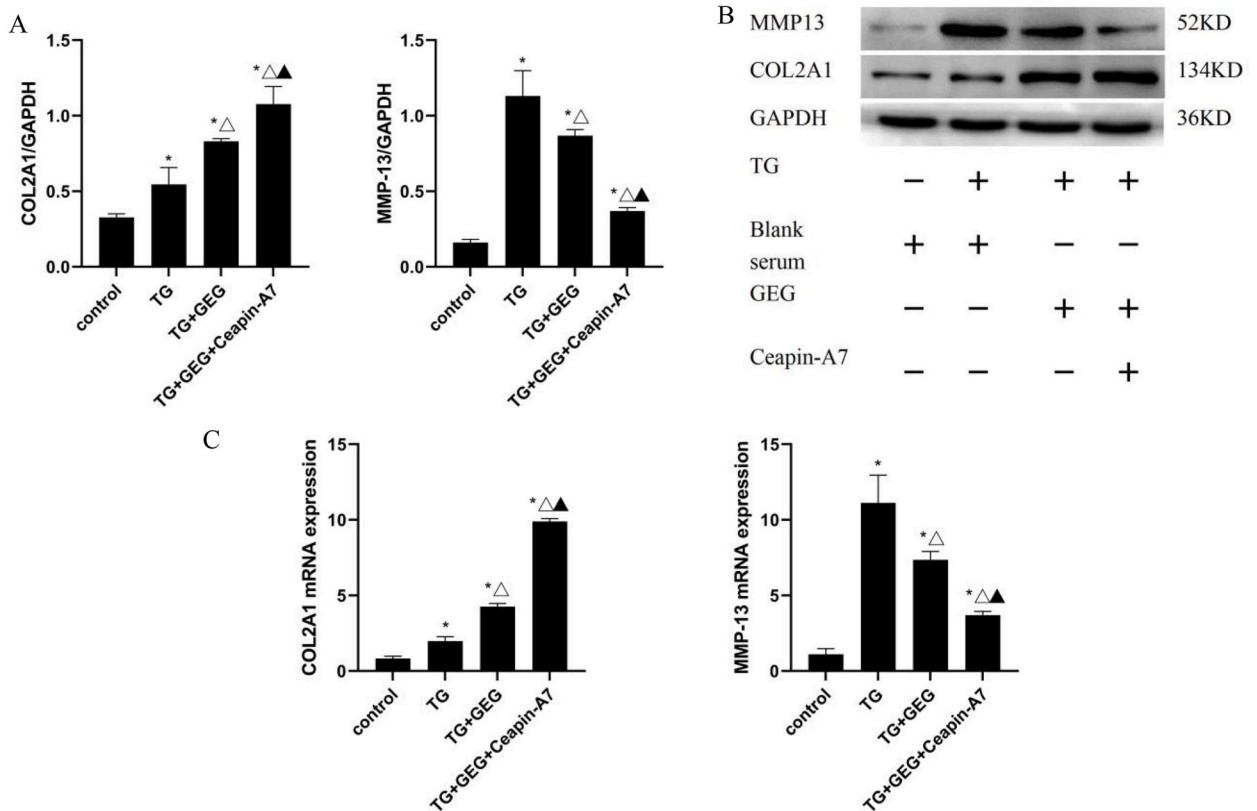 A
COL2A1/GAPDH
1.5
1.0
0.5
0.0
* 
*△
*△▲
control
TG
TG+GEG
TG+GEG+Ceapin-A7
MMP-13/GAPDH
1.5
1.0
0.5
0.0
*
*△
*△▲
control
TG
TG+GEG
TG+GEG+Ceapin-A7
B
MMP13 52KD
COL2A1 134KD
GAPDH 36KD
TG − + + +
Blank
serum + + − −
GEG − − + +
Ceapin-A7 − − − +
C
COL2A1 mRNA expression
15
10
5
0
*
*△
*△▲
control
TG
TG+GEG
TG+GEG+Ceapin-A7
MMP-13 mRNA expression
15
10
5
0
*
*△
*△▲
control
TG
TG+GEG
TG+GEG+Ceapin-A7